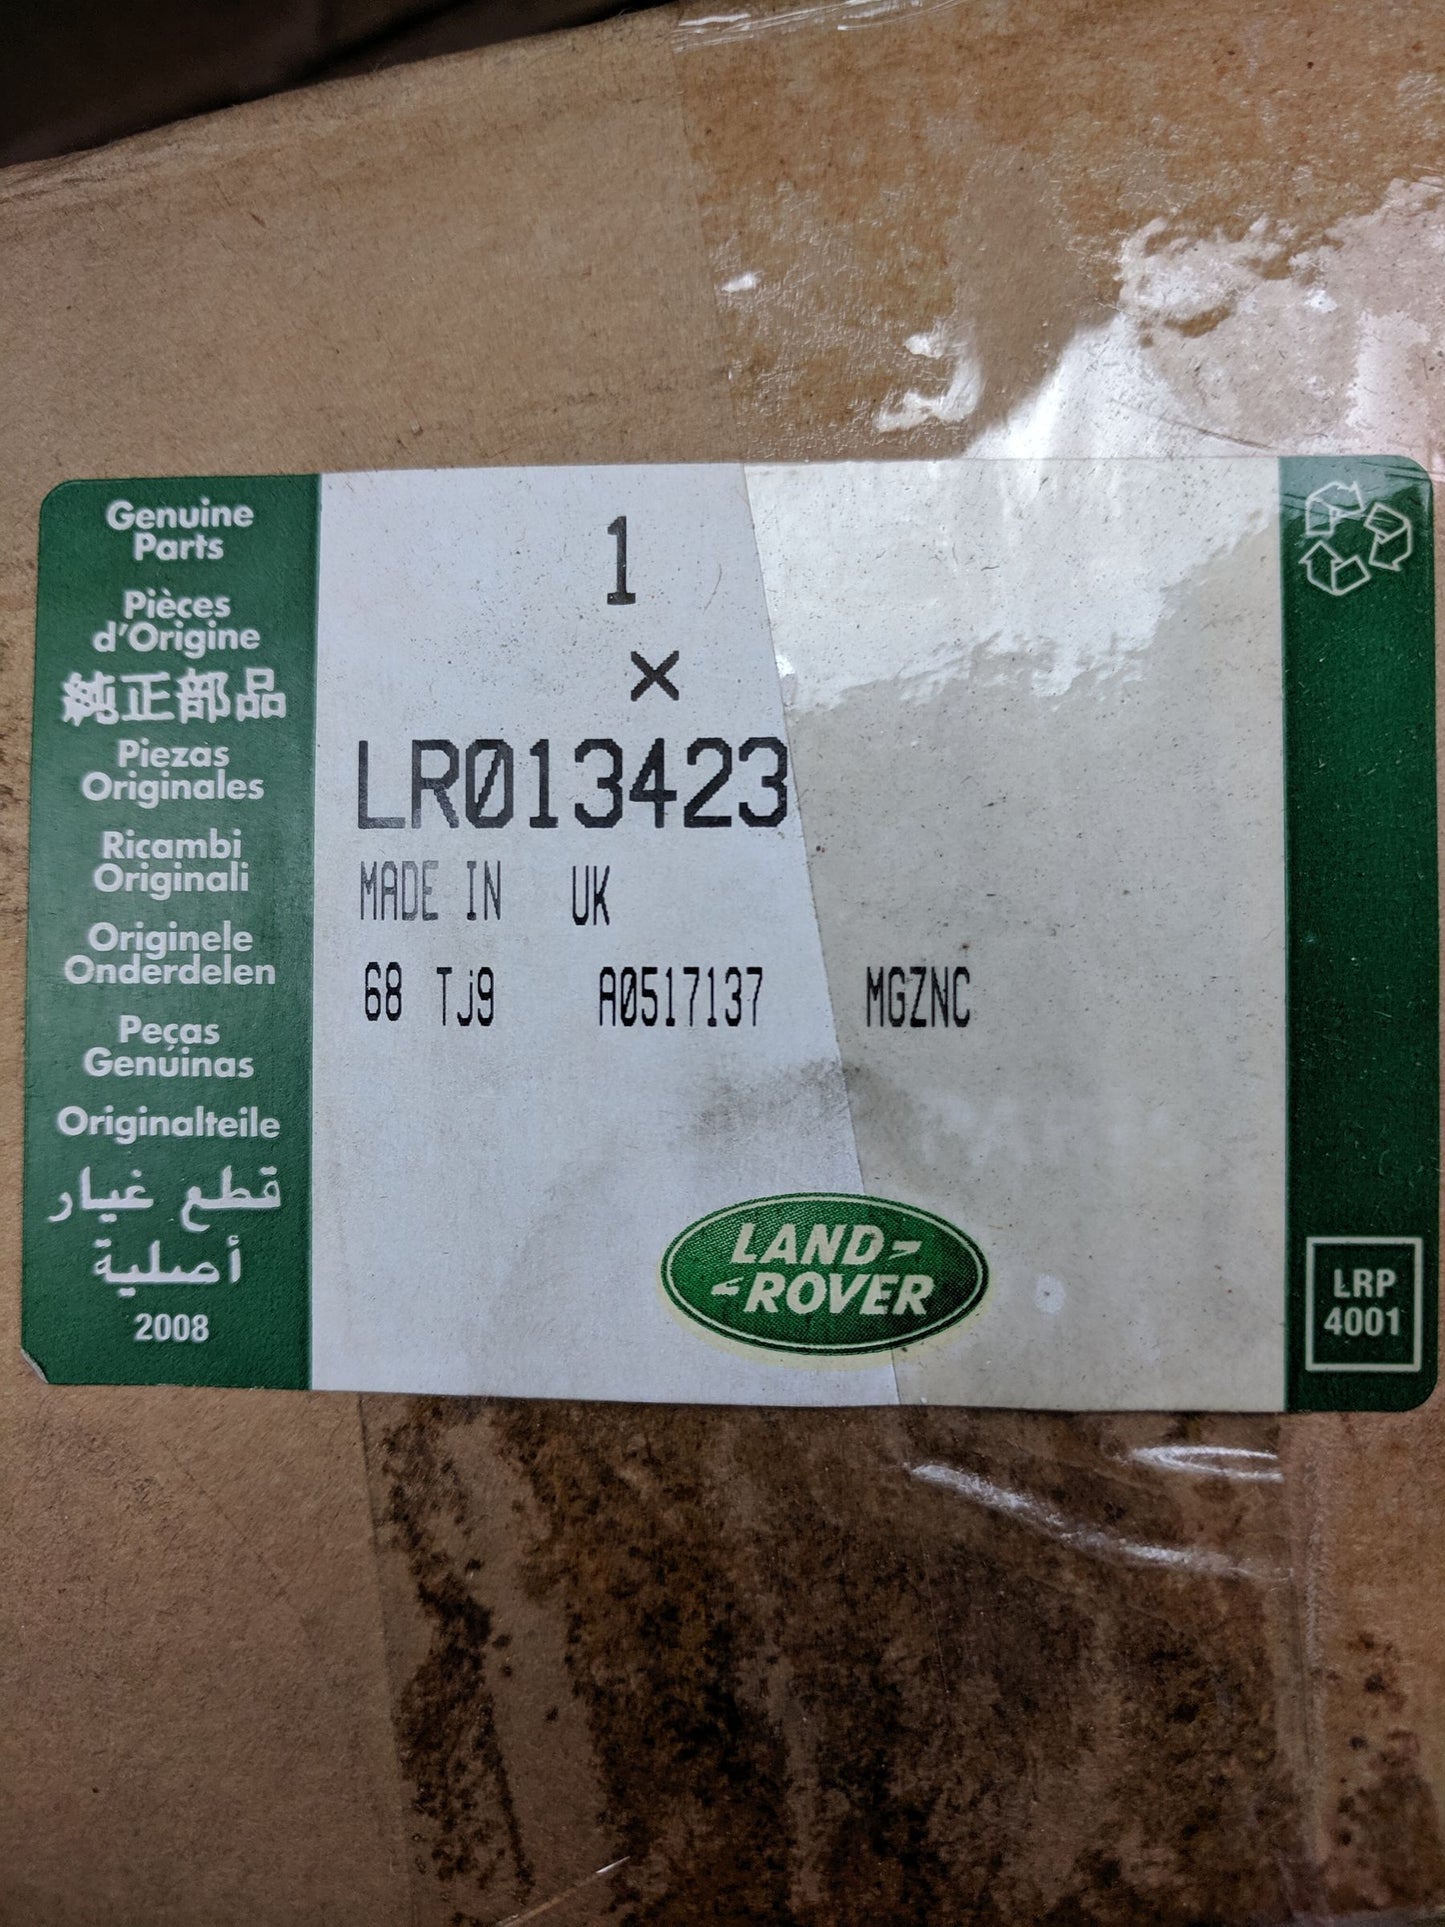 Genuine
Parts
Pièces
d'Origine
純正部品
Piezas
Originales
Ricambi
Originali
Originele
Onderdelen
Peças
Genúinas
Originalteile
قطع غيار
أصلية
2008
1
×
LR013423
MADE IN UK
68 TJ9 A0517137 MGZNC
LAND-
-ROVER
LRP
4001